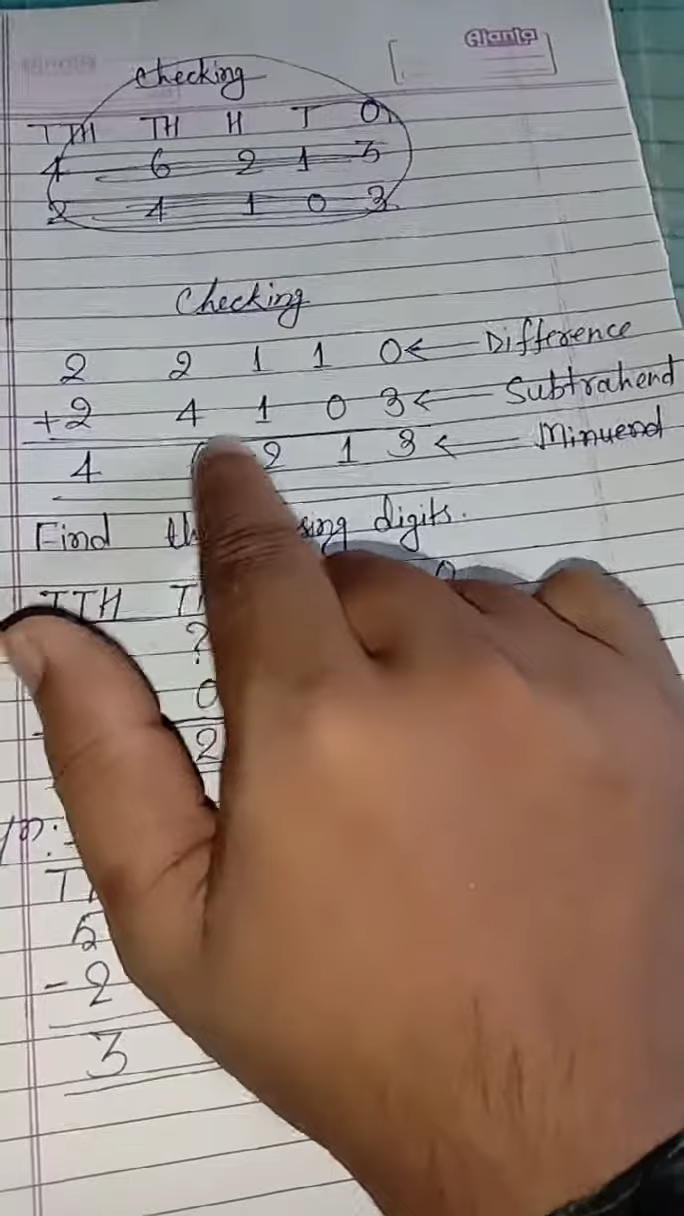 Ajanta
Checking
TTH TH H T O
4 6 2 1 3
2 4 1 0 3
Checking
2 2 1 1 0 ← Difference
+2 4 1 0 3 ← Subtrahend
4 2 1 3 ← Minuend
Find digits.
TTH
?
0
2
5
- 2
3